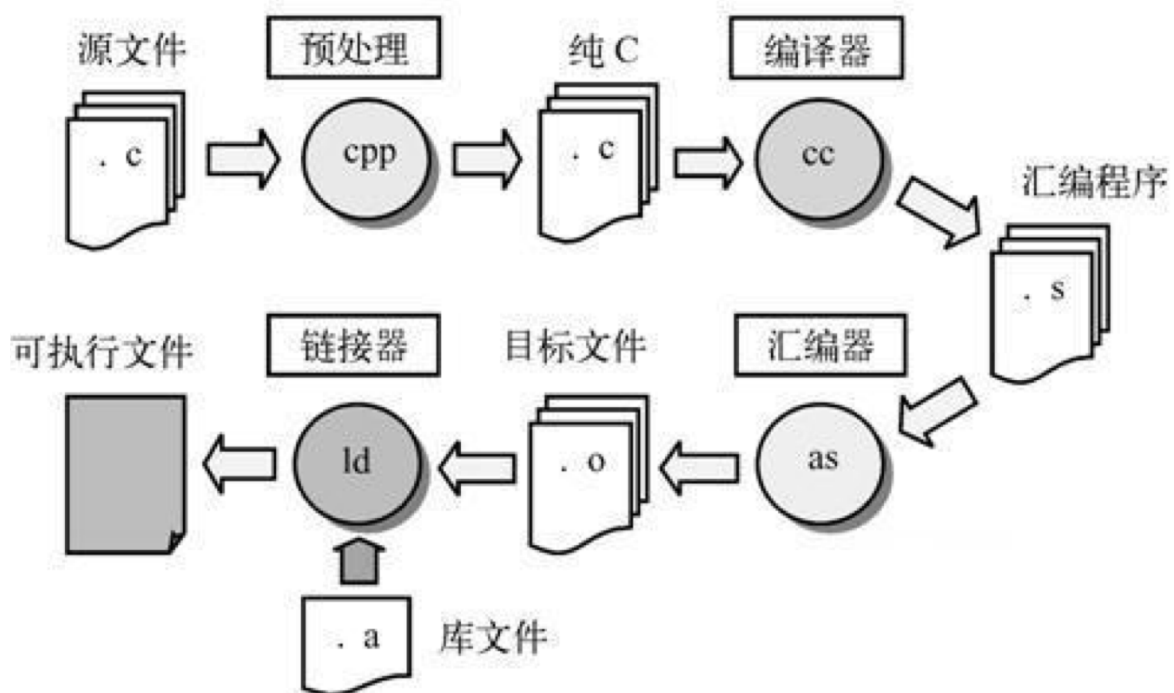 源文件
预处理
纯 C
编译器
. c
cpp
. c
cc
汇编程序
. s
可执行文件
链接器
目标文件
汇编器
ld
. o
as
. a
库文件